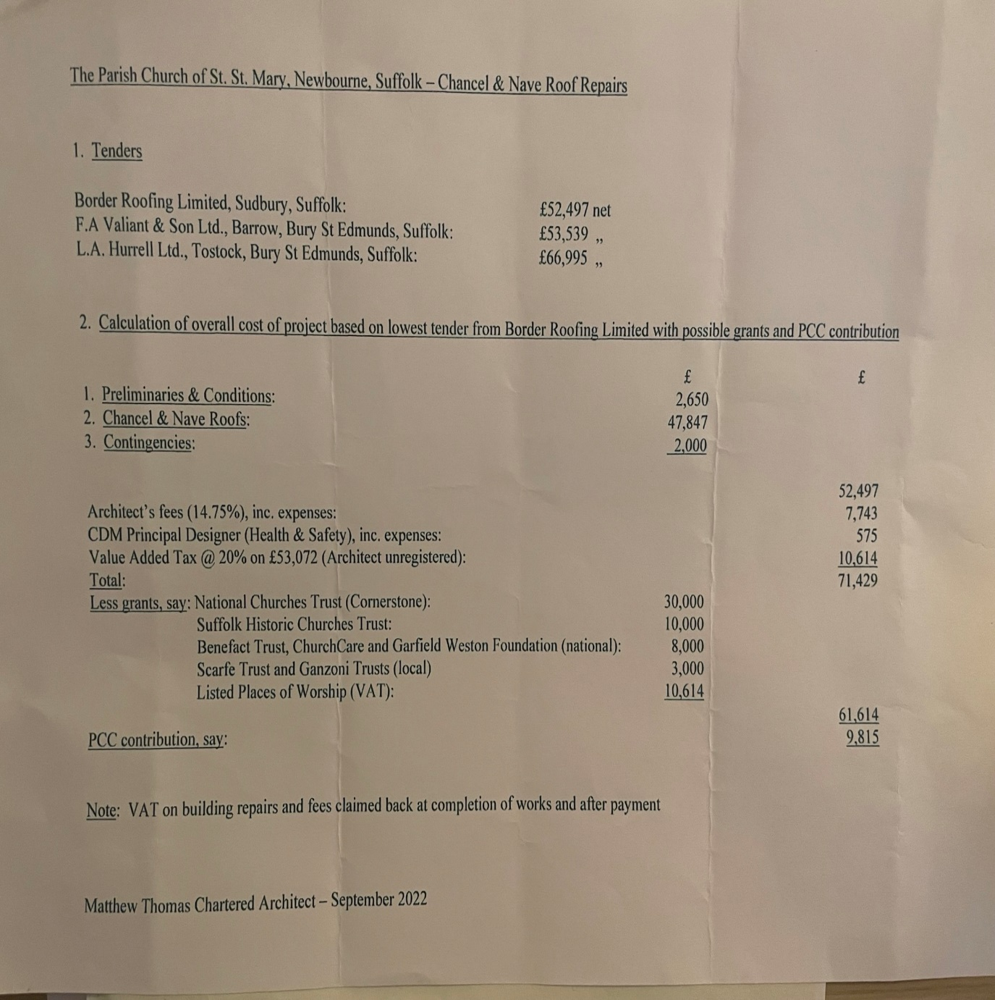 The Parish Church of St. St. Mary, Newbourne, Suffolk – Chancel & Nave Roof Repairs
1. Tenders
Border Roofing Limited, Sudbury, Suffolk: £52,497 net
F.A Valiant & Son Ltd., Barrow, Bury St Edmunds, Suffolk: £53,539 „
L.A. Hurrell Ltd., Tostock, Bury St Edmunds, Suffolk: £66,995 „
2. Calculation of overall cost of project based on lowest tender from Border Roofing Limited with possible grants and PCC contribution
£ £
1. Preliminaries & Conditions: 2,650
2. Chancel & Nave Roofs: 47,847
3. Contingencies: 2,000
52,497
Architect's fees (14.75%), inc. expenses: 7,743
CDM Principal Designer (Health & Safety), inc. expenses: 575
Value Added Tax @ 20% on £53,072 (Architect unregistered): 10,614
Total: 71,429
Less grants, say: National Churches Trust (Cornerstone): 30,000
Suffolk Historic Churches Trust: 10,000
Benefact Trust, ChurchCare and Garfield Weston Foundation (national): 8,000
Scarfe Trust and Ganzoni Trusts (local) 3,000
Listed Places of Worship (VAT): 10,614
61,614
PCC contribution, say: 9,815
Note: VAT on building repairs and fees claimed back at completion of works and after payment
Matthew Thomas Chartered Architect – September 2022